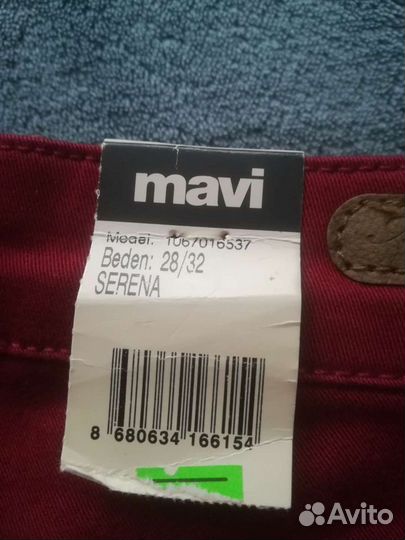 mavi
Model: 1067016537
Beden: 28/32
SERENA
8 680634 166154
Avito